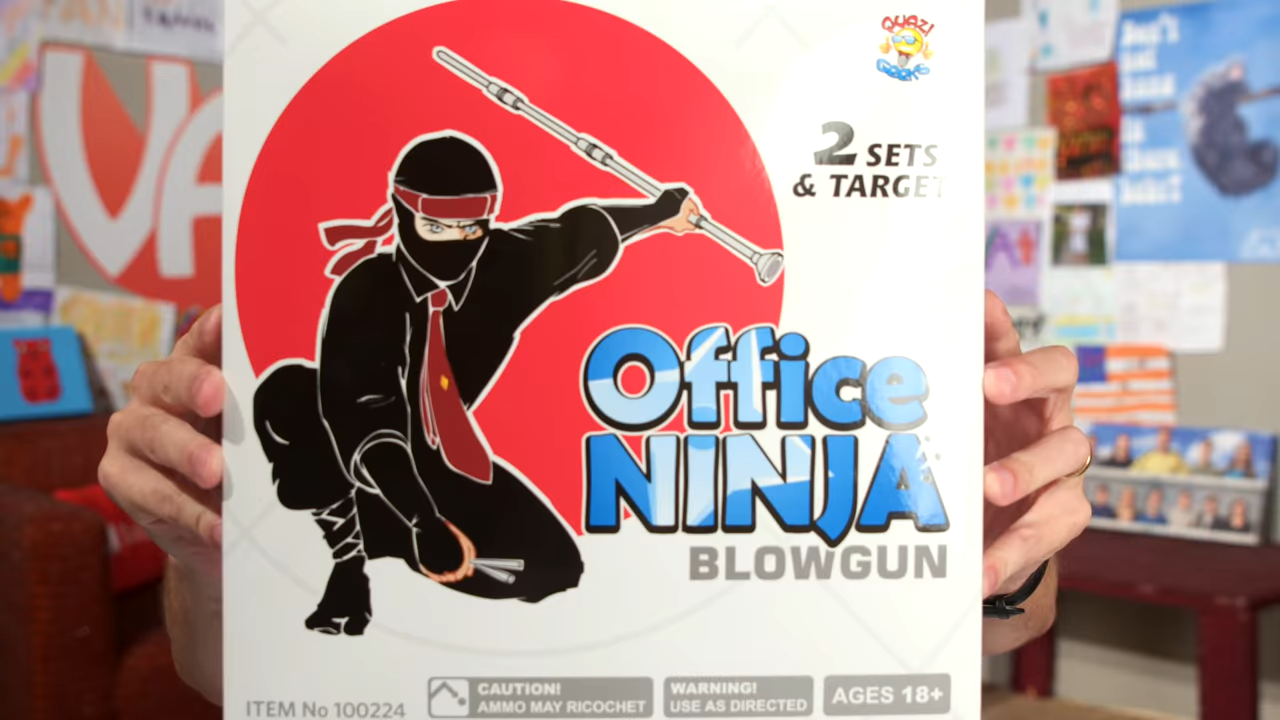 QUAZI
GEEKS
2 SETS
& TARGET
Office
NINJA
BLOWGUN
ITEM No 100224
CAUTION!
AMMO MAY RICOCHET
WARNING!
USE AS DIRECTED
AGES 18+